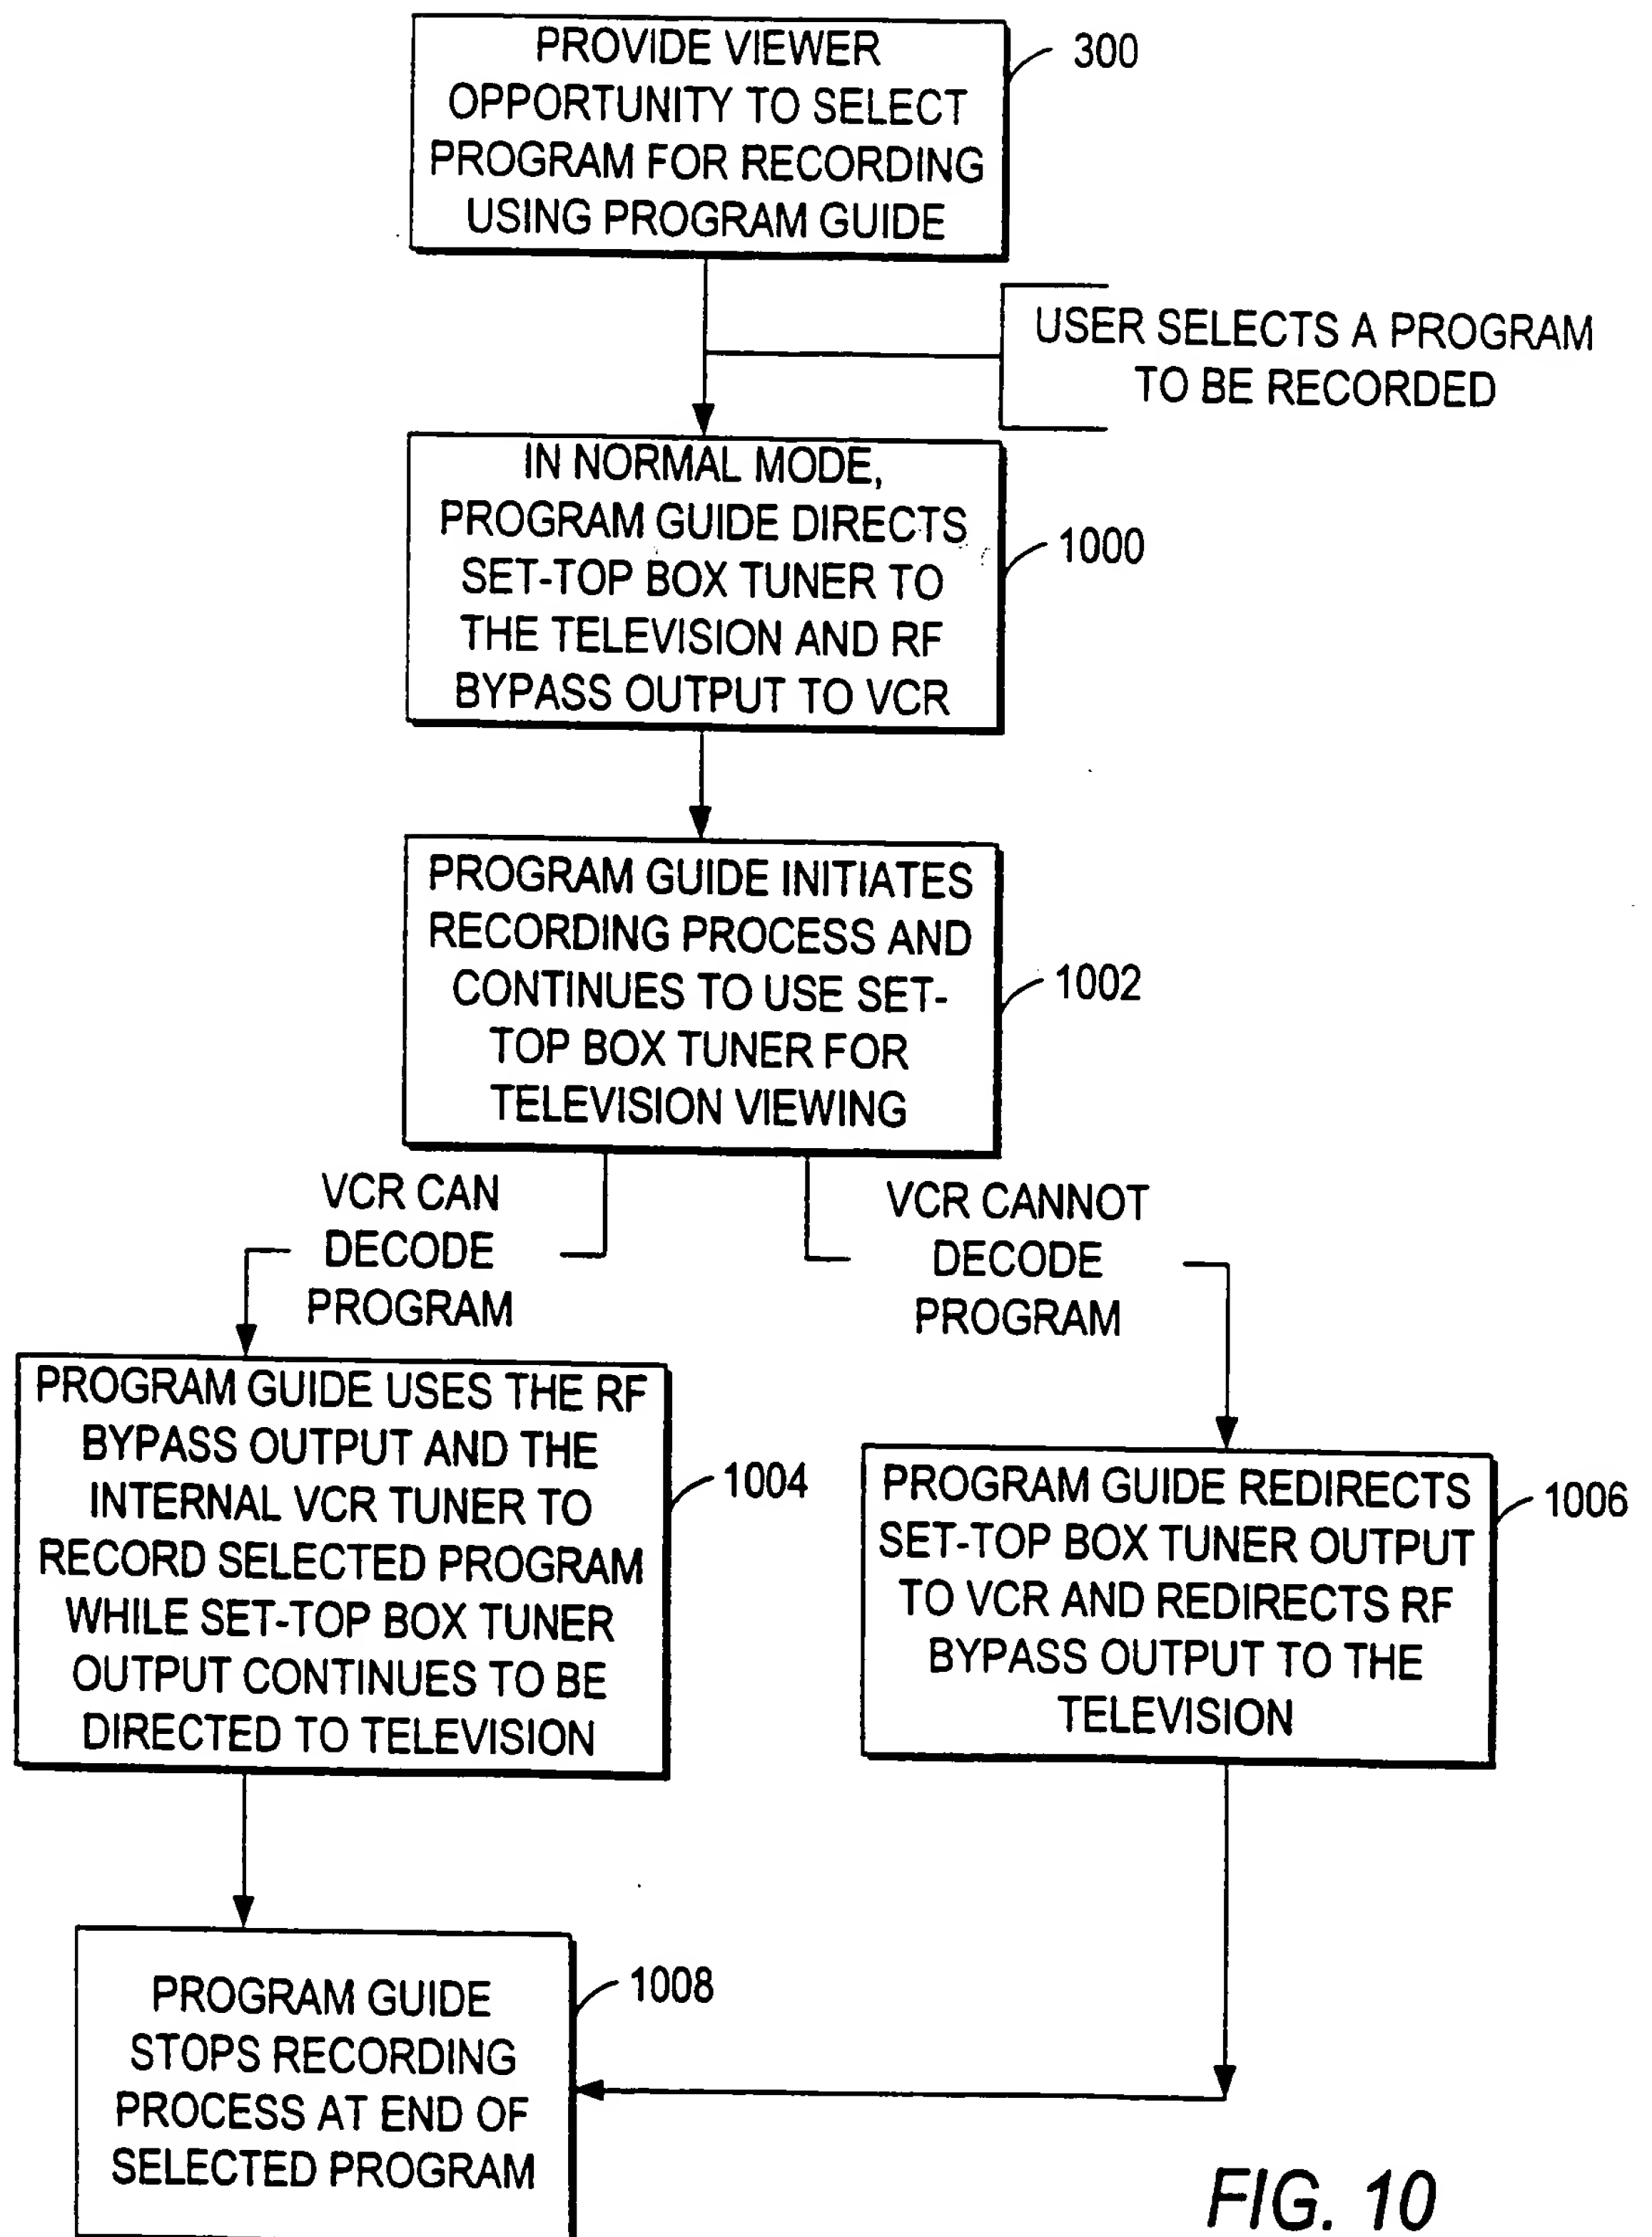 PROVIDE VIEWER
OPPORTUNITY TO SELECT
PROGRAM FOR RECORDING
USING PROGRAM GUIDE
300
USER SELECTS A PROGRAM
TO BE RECORDED
IN NORMAL MODE,
PROGRAM GUIDE DIRECTS
SET-TOP BOX TUNER TO
THE TELEVISION AND RF
BYPASS OUTPUT TO VCR
1000
PROGRAM GUIDE INITIATES
RECORDING PROCESS AND
CONTINUES TO USE SET-
TOP BOX TUNER FOR
TELEVISION VIEWING
1002
VCR CAN
DECODE
PROGRAM
VCR CANNOT
DECODE
PROGRAM
PROGRAM GUIDE USES THE RF
BYPASS OUTPUT AND THE
INTERNAL VCR TUNER TO
RECORD SELECTED PROGRAM
WHILE SET-TOP BOX TUNER
OUTPUT CONTINUES TO BE
DIRECTED TO TELEVISION
1004
PROGRAM GUIDE REDIRECTS
SET-TOP BOX TUNER OUTPUT
TO VCR AND REDIRECTS RF
BYPASS OUTPUT TO THE
TELEVISION
1006
PROGRAM GUIDE
STOPS RECORDING
PROCESS AT END OF
SELECTED PROGRAM
1008
FIG. 10